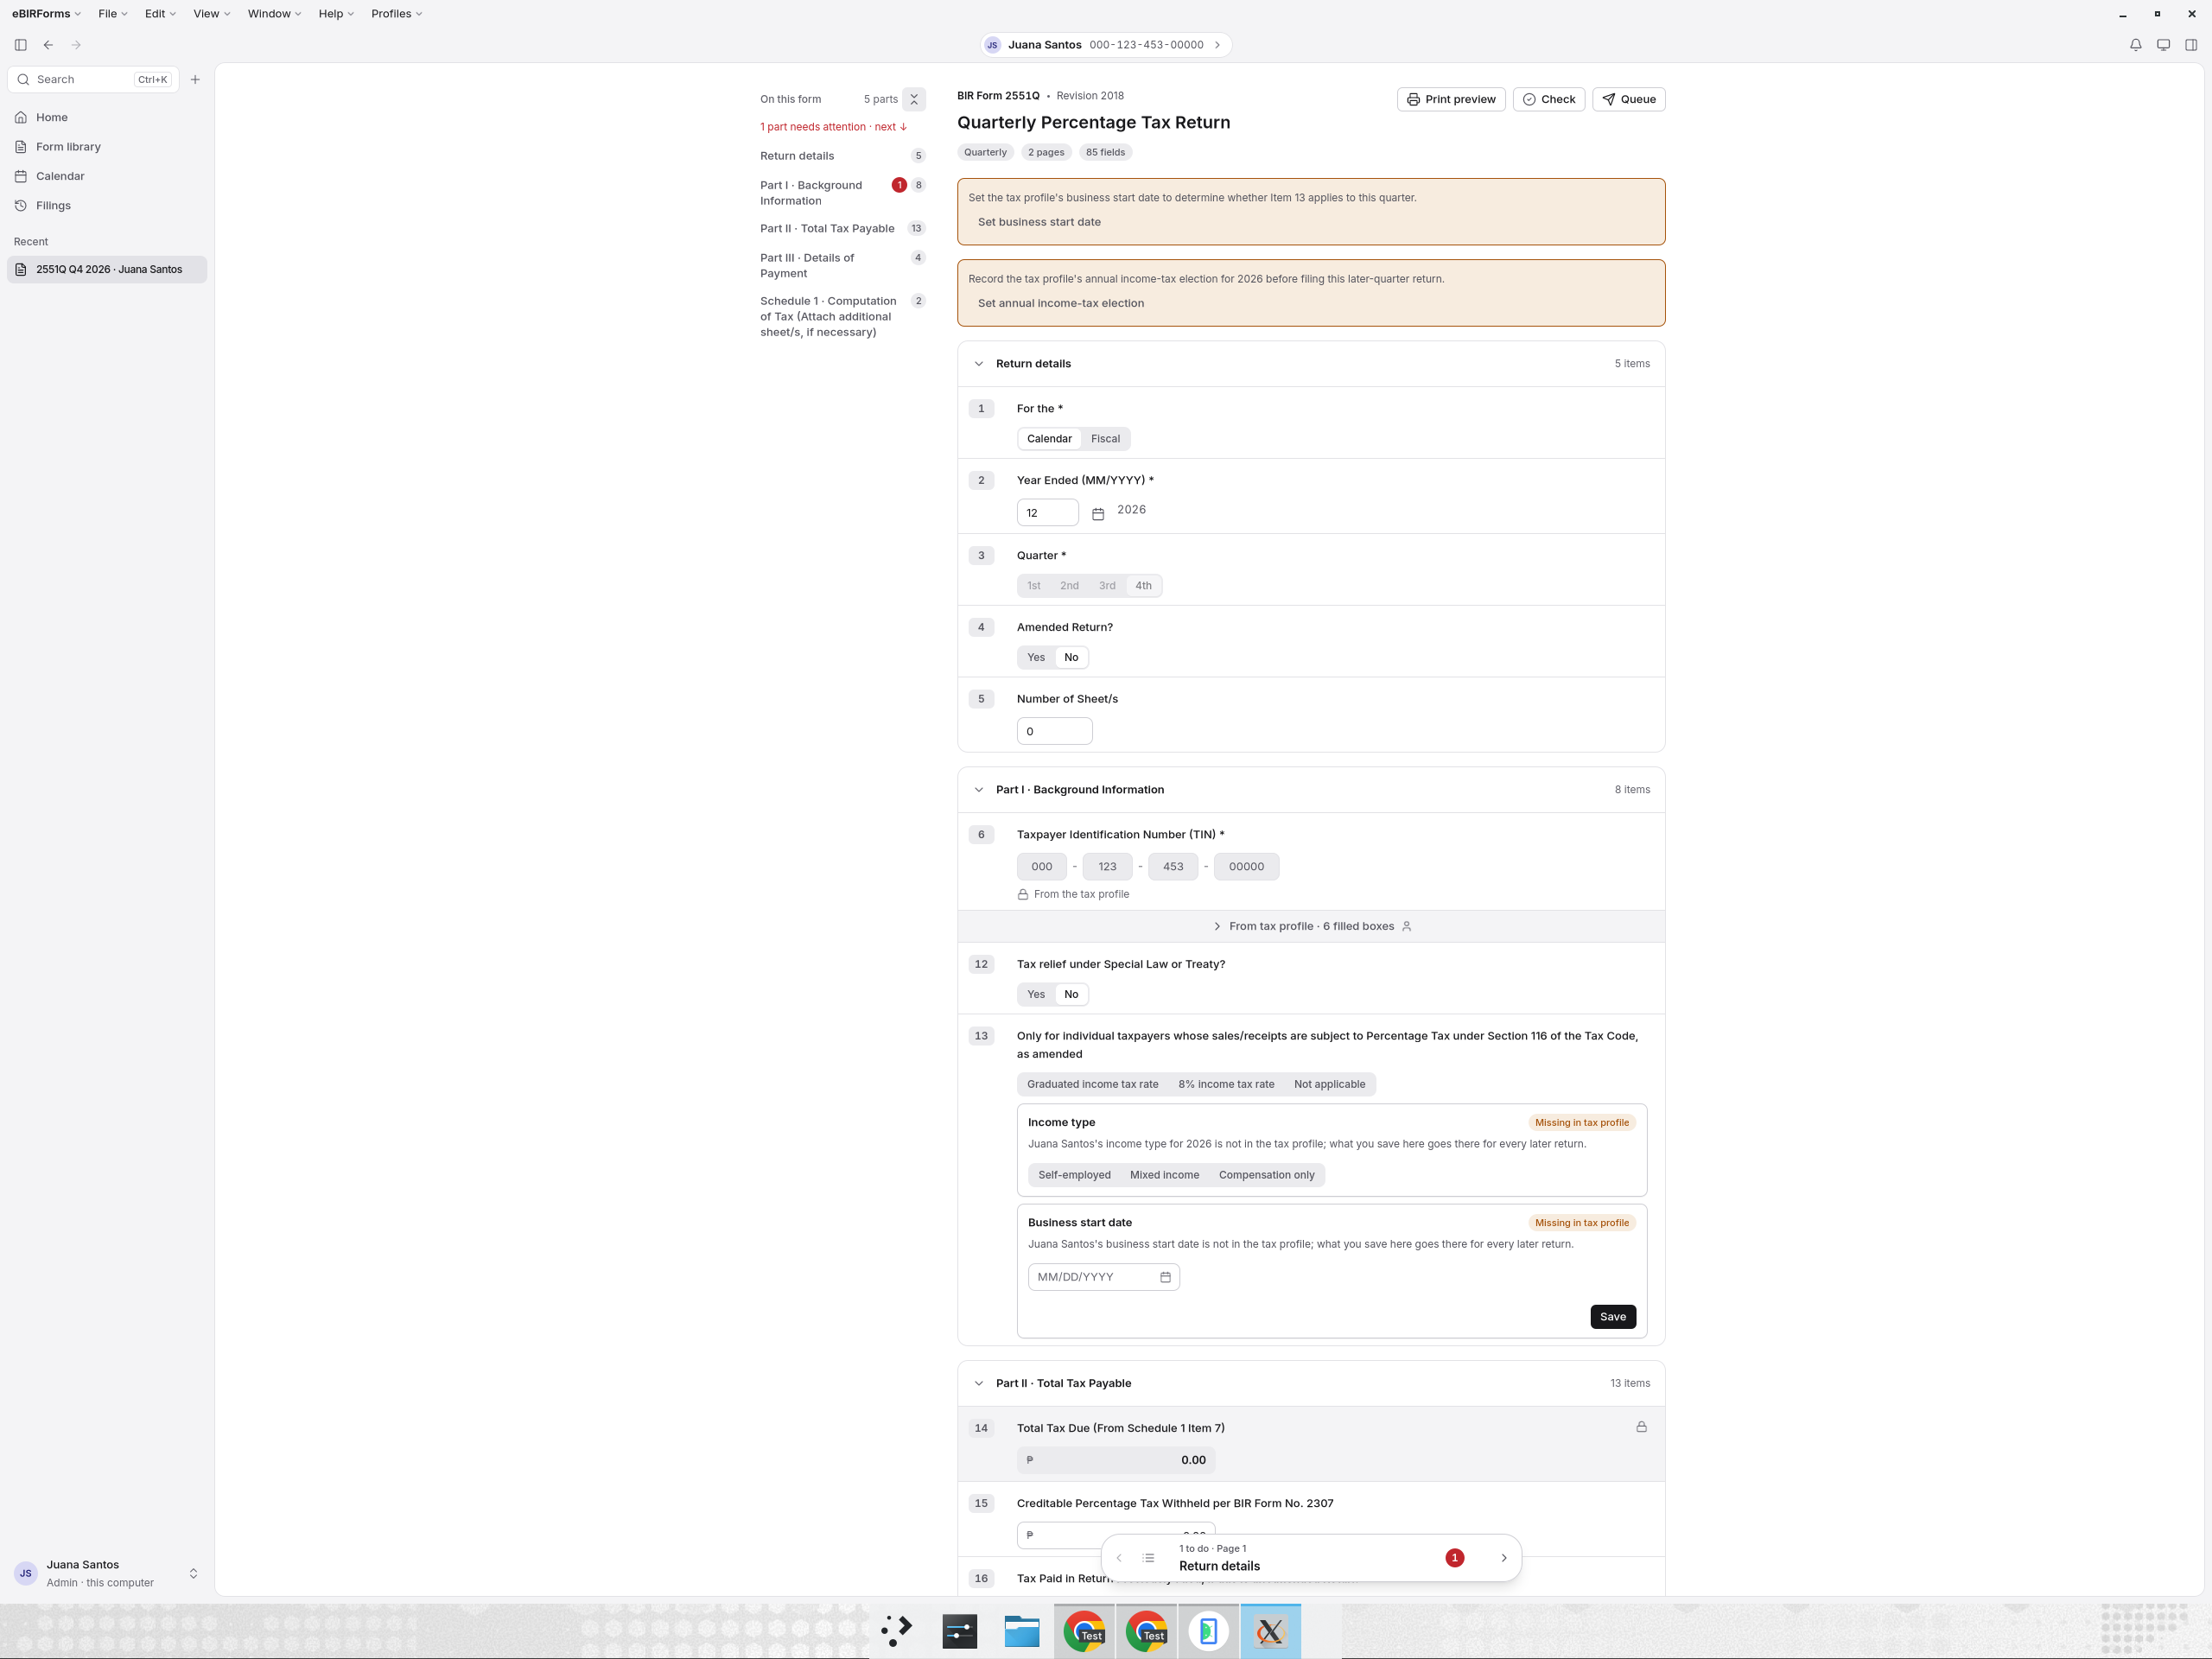 eBIRForms File Edit View Window Help Profiles
JS Juana Santos 000-123-453-00000
Search Ctrl+K
Home
Form library
Calendar
Filings
Recent
2551Q Q4 2026 · Juana Santos
On this form 5 parts
1 part needs attention · next ↓
Return details 5
Part I · Background 1 8
Information
Part II · Total Tax Payable 13
Part III · Details of 4
Payment
Schedule 1 · Computation 2
of Tax (Attach additional
sheet/s, if necessary)
BIR Form 2551Q • Revision 2018
Print preview Check Queue
Quarterly Percentage Tax Return
Quarterly 2 pages 85 fields
Set the tax profile's business start date to determine whether Item 13 applies to this quarter.
Set business start date
Record the tax profile's annual income-tax election for 2026 before filing this later-quarter return.
Set annual income-tax election
Return details 5 items
1 For the *
Calendar Fiscal
2 Year Ended (MM/YYYY) *
12 2026
3 Quarter *
1st 2nd 3rd 4th
4 Amended Return?
Yes No
5 Number of Sheet/s
0
Part I · Background Information 8 items
6 Taxpayer Identification Number (TIN) *
000 - 123 - 453 - 00000
From the tax profile
From tax profile · 6 filled boxes
12 Tax relief under Special Law or Treaty?
Yes No
13 Only for individual taxpayers whose sales/receipts are subject to Percentage Tax under Section 116 of the Tax Code,
as amended
Graduated income tax rate 8% income tax rate Not applicable
Income type Missing in tax profile
Juana Santos's income type for 2026 is not in the tax profile; what you save here goes there for every later return.
Self-employed Mixed income Compensation only
Business start date Missing in tax profile
Juana Santos's business start date is not in the tax profile; what you save here goes there for every later return.
MM/DD/YYYY
Save
Part II · Total Tax Payable 13 items
14 Total Tax Due (From Schedule 1 Item 7)
₱ 0.00
15 Creditable Percentage Tax Withheld per BIR Form No. 2307
₱
16 Tax Paid in Return
1 to do · Page 1
Return details 1
JS Juana Santos
Admin · this computer
Test Test